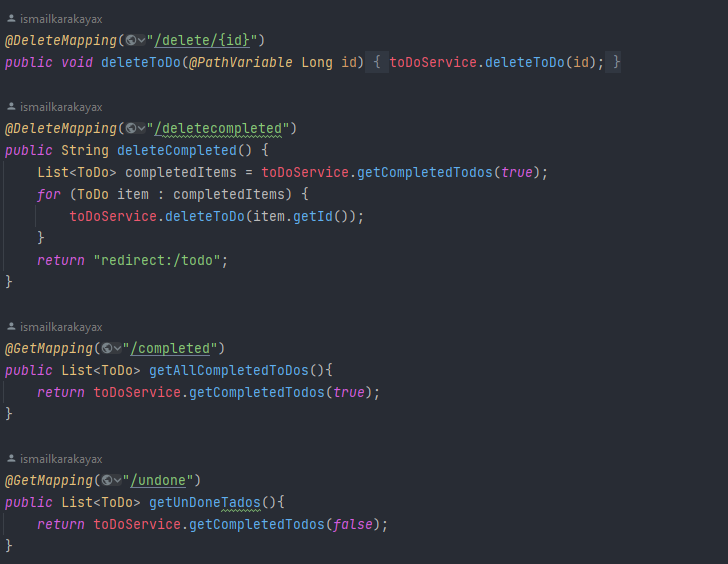 ismailkarakayax
@DeleteMapping("/delete/{id}")
public void deleteToDo(@PathVariable Long id) { toDoService.deleteToDo(id); }
ismailkarakayax
@DeleteMapping("/deletecompleted")
public String deleteCompleted() {
List<ToDo> completedItems = toDoService.getCompletedTodos(true);
for (ToDo item : completedItems) {
toDoService.deleteToDo(item.getId());
}
return "redirect:/todo";
}
ismailkarakayax
@GetMapping("/completed")
public List<ToDo> getAllCompletedToDos(){
return toDoService.getCompletedTodos(true);
}
ismailkarakayax
@GetMapping("/undone")
public List<ToDo> getUnDoneTados(){
return toDoService.getCompletedTodos(false);
}